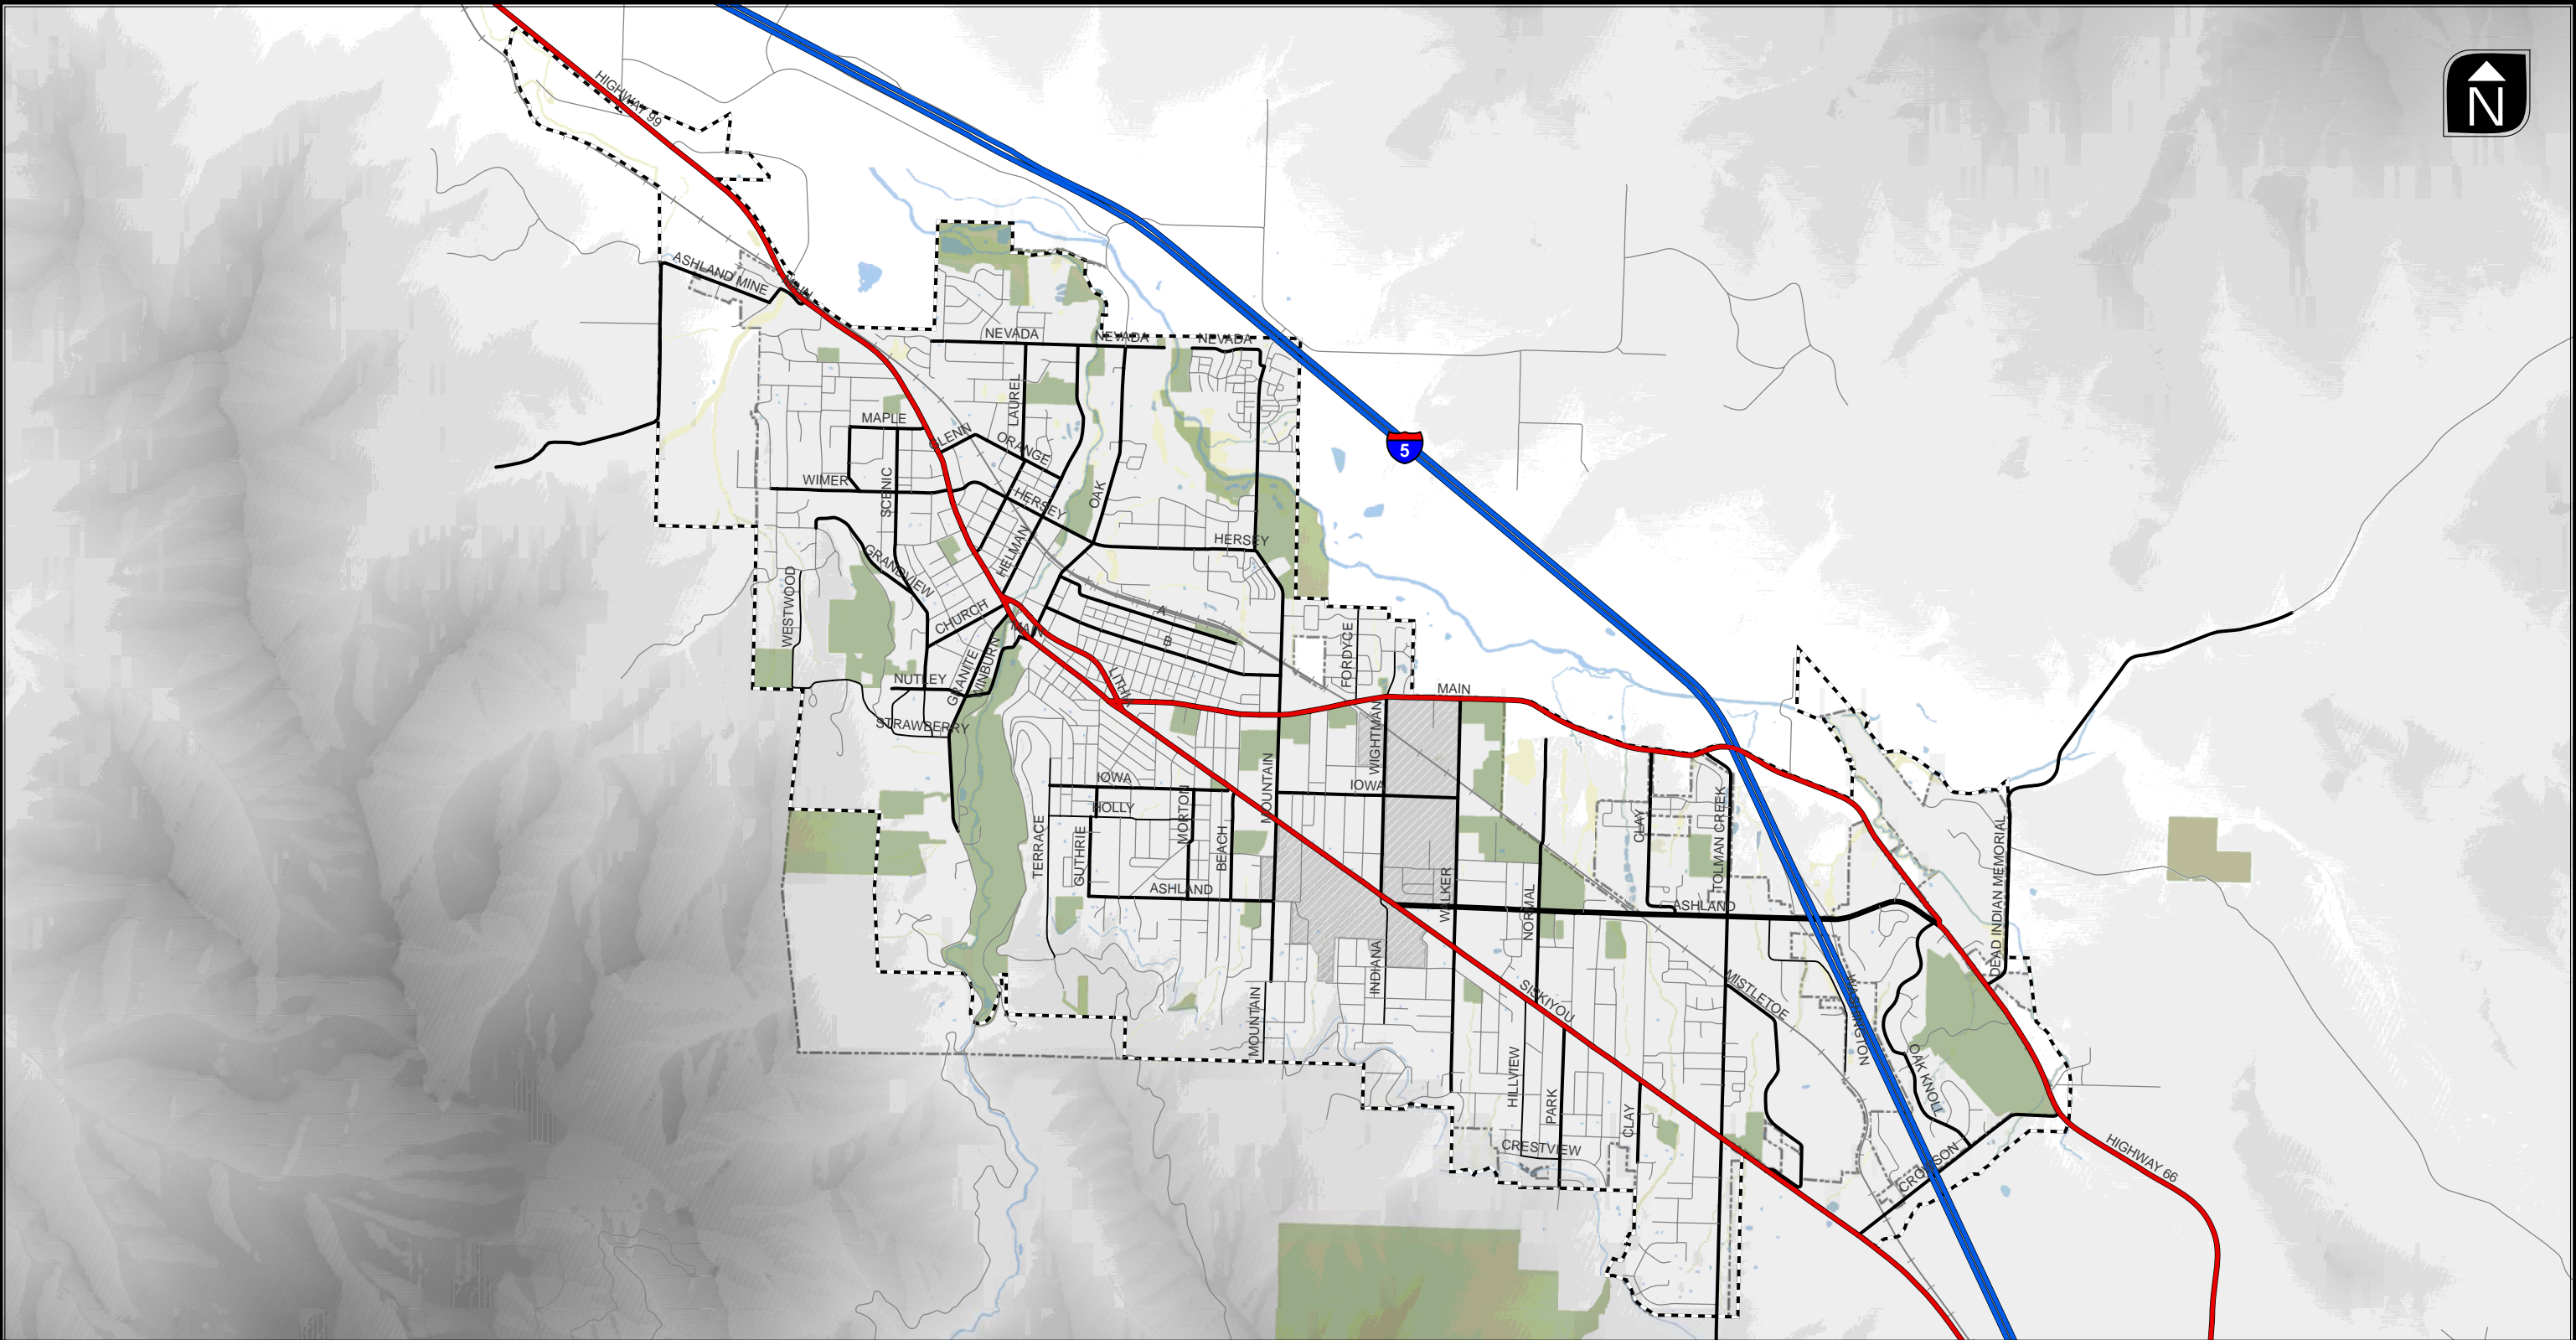 N
HIGHWAY 99
ASHLAND MINE
MAIN
NEVADA
NEVADA
NEVADA
LAUREL
MAPLE
GLENN
ORANGE
5
WIMER
SCENIC
HERSEY
OAK
HERSEY
HELMAN
GRANDVIEW
WESTWOOD
CHURCH
MAIN
A
B
FORDYCE
GRANITE
WINBURN
NUTLEY
LITHIA
MAIN
STRAWBERRY
WIGHTMAN
MOUNTAIN
IOWA
IOWA
HOLLY
MORTON
TERRACE
GUTHRIE
BEACH
CLAY
TOLMAN CREEK
DEAD INDIAN MEMORIAL
ASHLAND
WALKER
NORMAL
ASHLAND
INDIANA
MOUNTAIN
SISKIYOU
MISTLETOE
WASHINGTON
HILLVIEW
PARK
CLAY
OAK KNOLL
CRESTVIEW
CROWSON
HIGHWAY 66